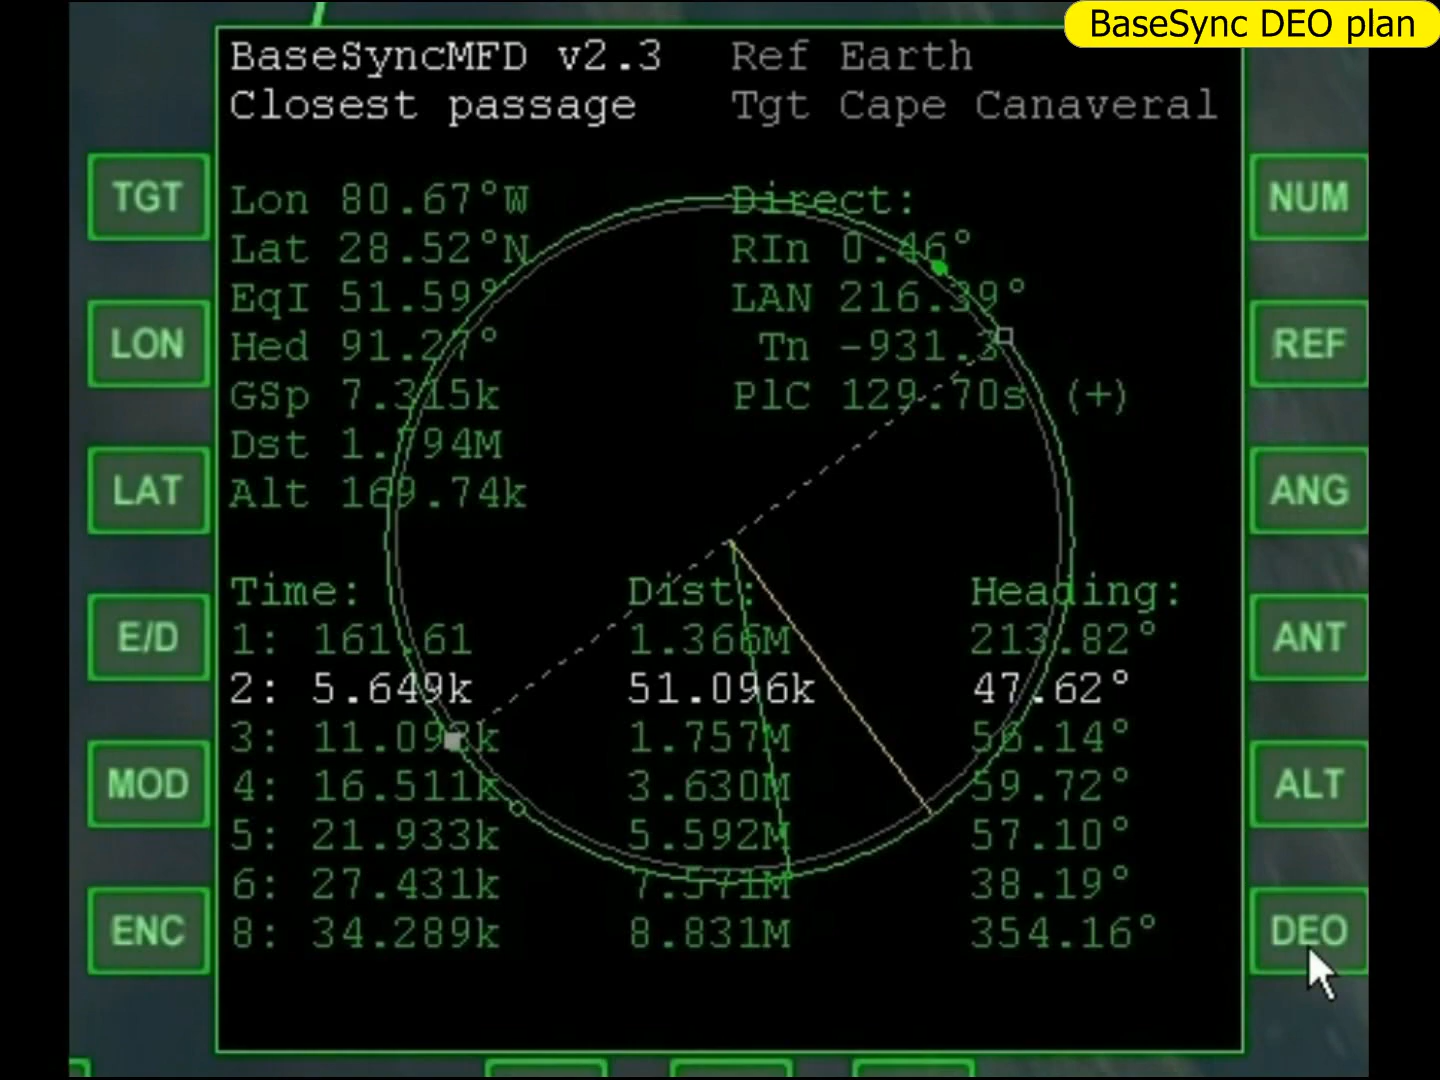 BaseSync DEO plan
BaseSyncMFD v2.3 Ref Earth
Closest passage Tgt Cape Canaveral
TGT Lon 80.67°W Direct: NUM
Lat 28.52°N RIn 0.46°
EqI 51.59° LAN 216.39°
LON Hed 91.27° Tn -931.3 REF
GSp 7.315k PlC 129.70s (+)
Dst 1.794M
LAT Alt 169.74k ANG
Time: Dist: Heading:
E/D 1: 161.61 1.366M 213.82° ANT
2: 5.649k 51.096k 47.62°
3: 11.093k 1.757M 56.14°
MOD 4: 16.511k 3.630M 59.72° ALT
5: 21.933k 5.592M 57.10°
6: 27.431k 7.571M 38.19°
ENC 8: 34.289k 8.831M 354.16° DEO